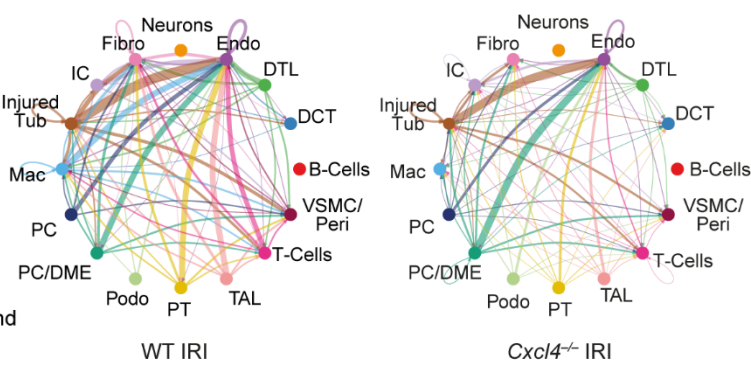 Neurons
Fibro
Endo
IC
DTL
Injured
Tub
DCT
Mac
B-Cells
VSMC/
Peri
PC
T-Cells
PC/DME
Podo
PT
TAL
nd
WT IRI
Neurons
Fibro
Endo
IC
DTL
Injured
Tub
DCT
Mac
B-Cells
PC
VSMC/
Peri
T-Cells
PC/DME
Podo
PT
TAL
Cxcl4–/– IRI